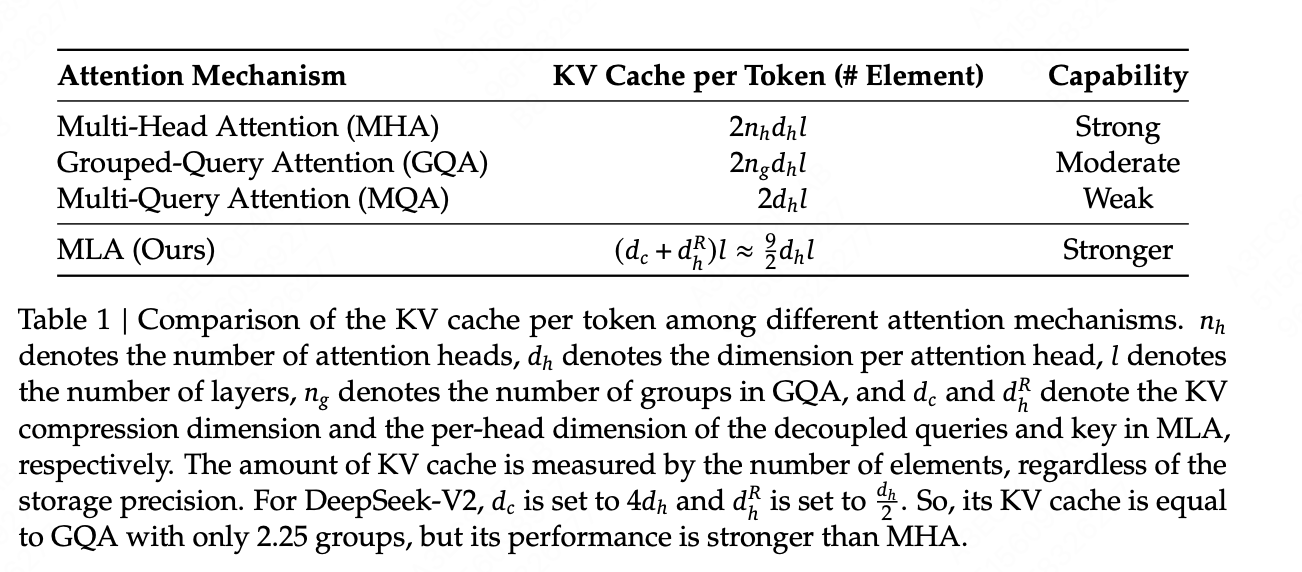 Attention Mechanism KV Cache per Token (# Element) Capability
Multi-Head Attention (MHA) 2n_h d_h l Strong
Grouped-Query Attention (GQA) 2n_g d_h l Moderate
Multi-Query Attention (MQA) 2d_h l Weak
MLA (Ours) (d_c + d_h^R)l ≈ 9/2 d_h l Stronger
Table 1 | Comparison of the KV cache per token among different attention mechanisms. n_h
denotes the number of attention heads, d_h denotes the dimension per attention head, l denotes
the number of layers, n_g denotes the number of groups in GQA, and d_c and d_h^R denote the KV
compression dimension and the per-head dimension of the decoupled queries and key in MLA,
respectively. The amount of KV cache is measured by the number of elements, regardless of the
storage precision. For DeepSeek-V2, d_c is set to 4d_h and d_h^R is set to d_h/2. So, its KV cache is equal
to GQA with only 2.25 groups, but its performance is stronger than MHA.